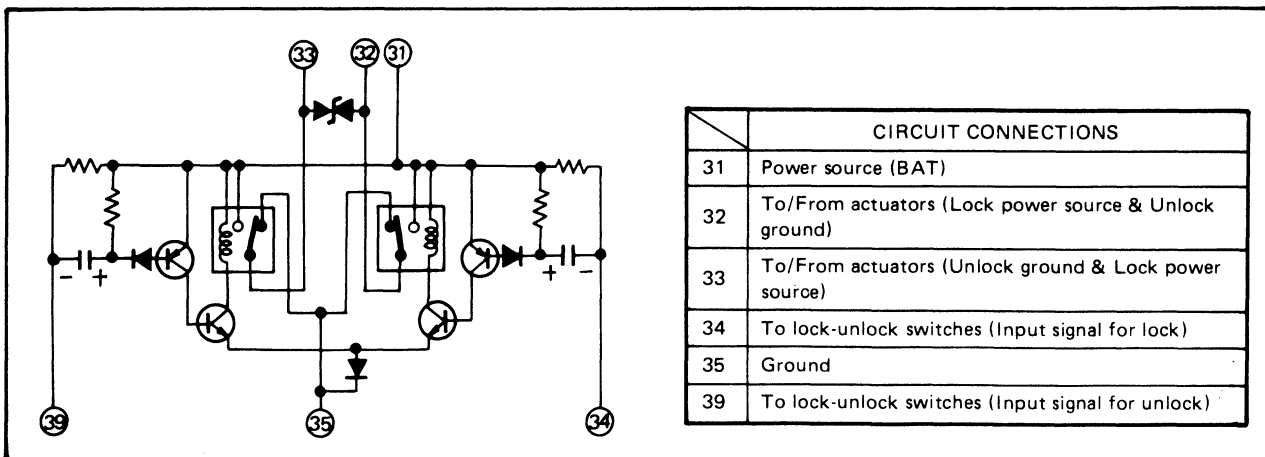 33 32 31
- +
+ -
39 35 34
CIRCUIT CONNECTIONS
31 Power source (BAT)
32 To/From actuators (Lock power source & Unlock
ground)
33 To/From actuators (Unlock ground & Lock power
source)
34 To lock-unlock switches (Input signal for lock)
35 Ground
39 To lock-unlock switches (Input signal for unlock)